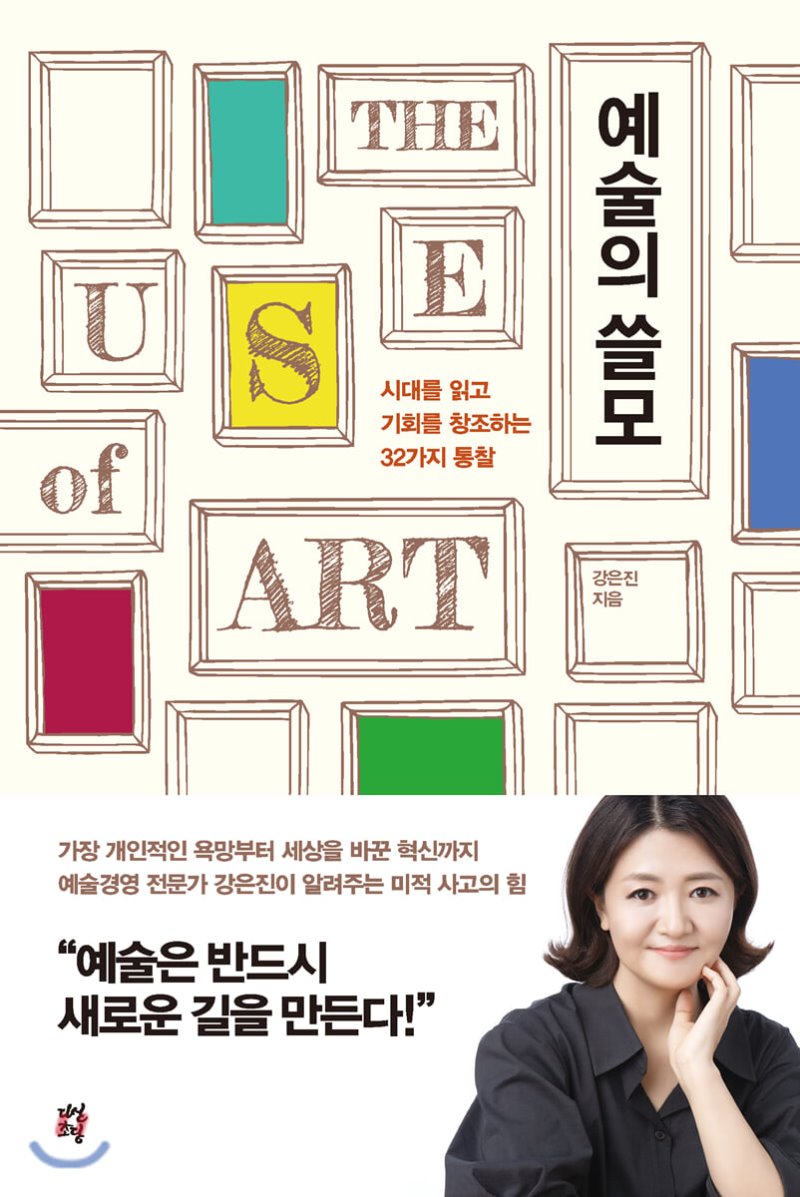 THE
USE
of
ART
예술의 쓸모
시대를 읽고
기회를 창조하는
32가지 통찰
강은진
지음
가장 개인적인 욕망부터 세상을 바꾼 혁신까지
예술경영 전문가 강은진이 알려주는 미적 사고의 힘
“예술은 반드시
새로운 길을 만든다!”
다산
초당